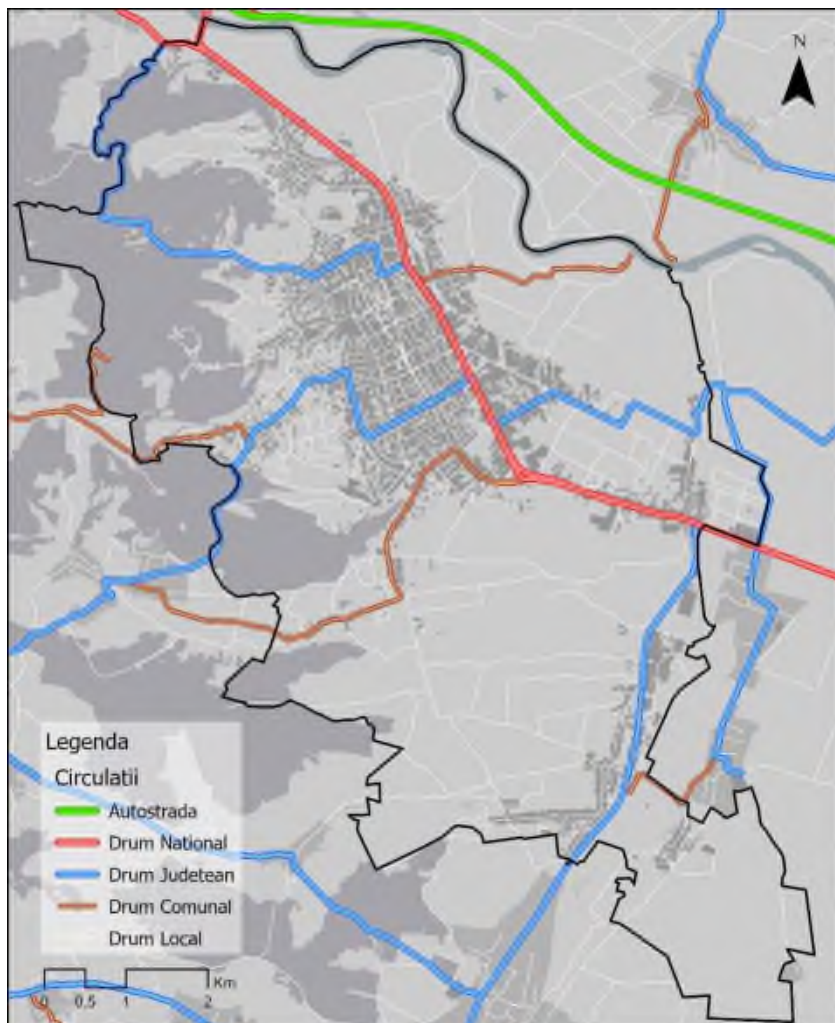 N
Legenda
Circulatii
Autostrada
Drum National
Drum Judetean
Drum Comunal
Drum Local
Km
0 0.5 1 2